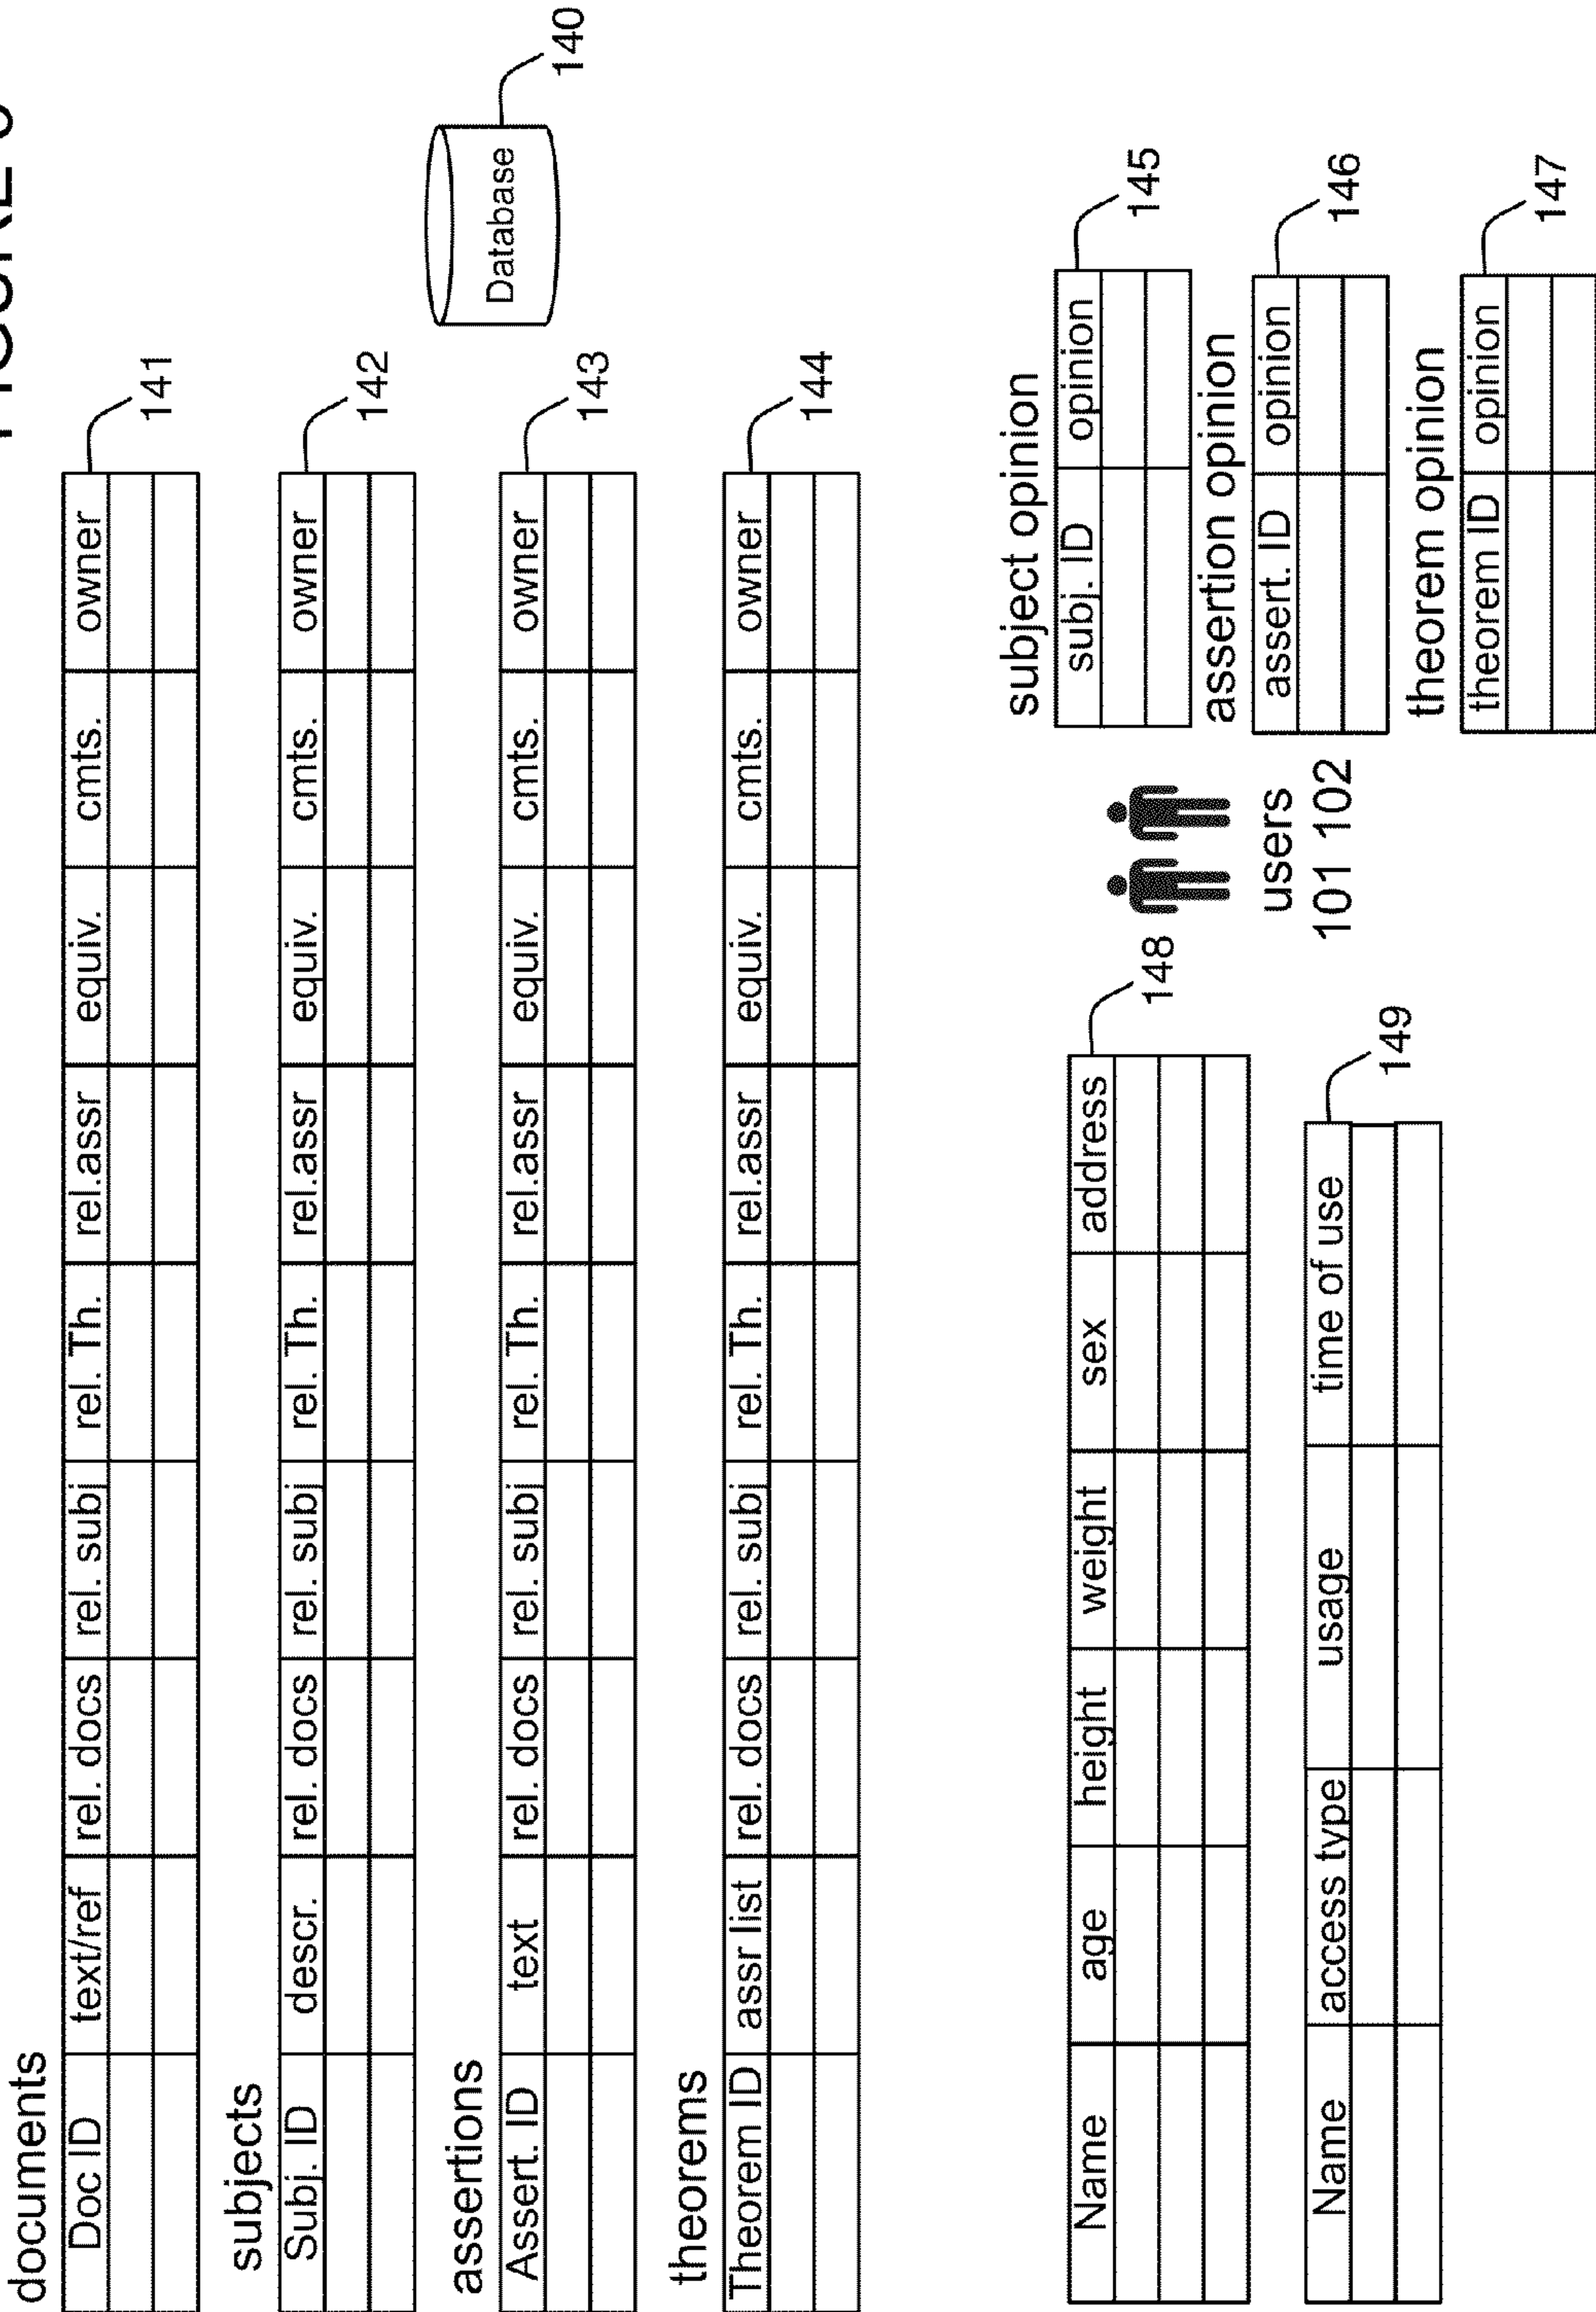 documents
Doc ID text/ref rel. docs rel. subj rel. Th. rel.assr equiv. cmts. owner
141
subjects
Subj. ID descr. rel. docs rel. subj rel. Th. rel.assr equiv. cmts. owner
142
140
Database
assertions
Assert. ID text rel. docs rel. subj rel. Th. rel.assr equiv. cmts. owner
143
theorems
Theorem ID assr list rel. docs rel. subj rel. Th. rel.assr equiv. cmts. owner
144
Name age height weight sex address
148
Name access type usage time of use
149
users
101 102
subject opinion
subj. ID opinion
145
assertion opinion
assert. ID opinion
146
theorem opinion
theorem ID opinion
147